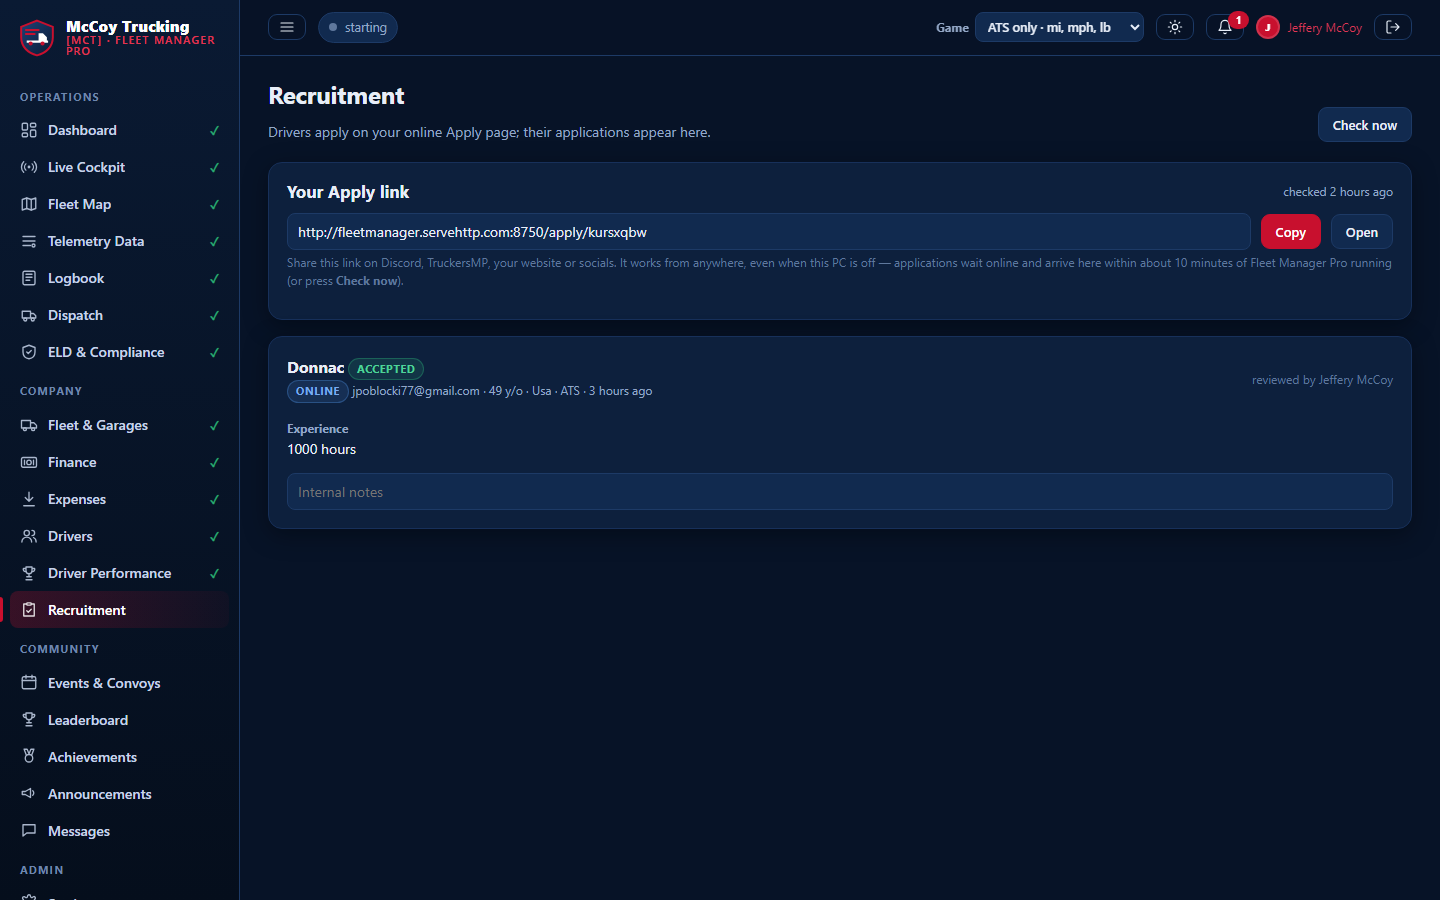 McCoy Trucking
[MCT] · FLEET MANAGER PRO
starting
Game
ATS only · mi, mph, lb
1
J
Jeffery McCoy
OPERATIONS
Dashboard
Live Cockpit
Fleet Map
Telemetry Data
Logbook
Dispatch
ELD & Compliance
COMPANY
Fleet & Garages
Finance
Expenses
Drivers
Driver Performance
Recruitment
COMMUNITY
Events & Convoys
Leaderboard
Achievements
Announcements
Messages
ADMIN
Recruitment
Drivers apply on your online Apply page; their applications appear here.
Check now
Your Apply link
checked 2 hours ago
http://fleetmanager.servehttp.com:8750/apply/kursxqbw
Copy
Open
Share this link on Discord, TruckersMP, your website or socials. It works from anywhere, even when this PC is off — applications wait online and arrive here within about 10 minutes of Fleet Manager Pro running
(or press Check now).
Donnac ACCEPTED
ONLINE jpoblocki77@gmail.com · 49 y/o · Usa · ATS · 3 hours ago
reviewed by Jeffery McCoy
Experience
1000 hours
Internal notes